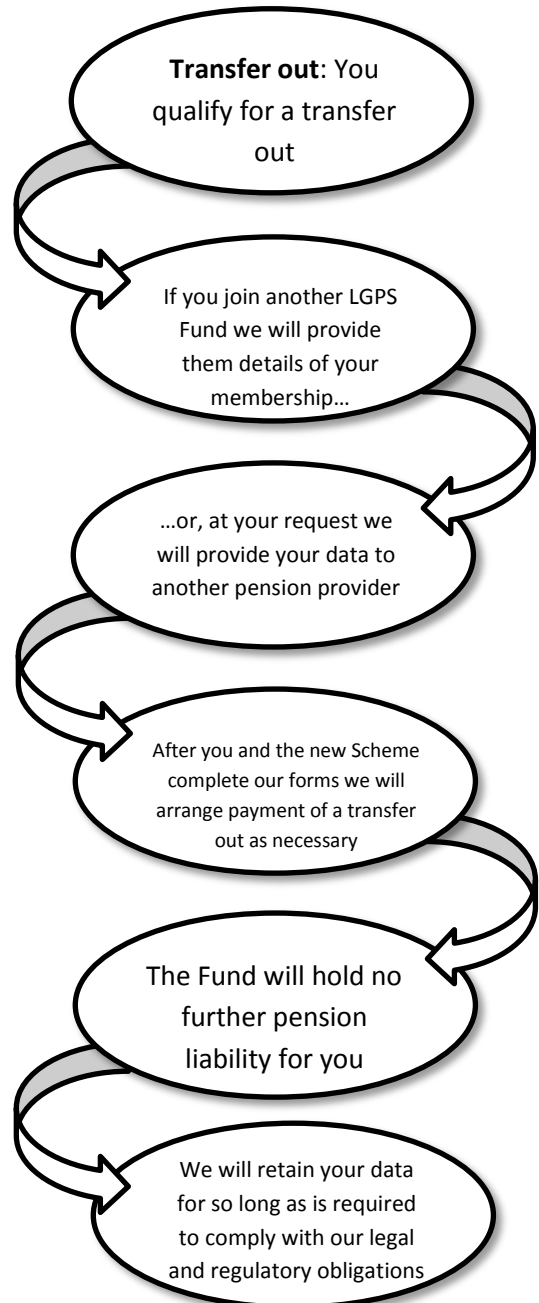 Transfer out: You
qualify for a transfer
out
If you join another LGPS
Fund we will provide
them details of your
membership…
…or, at your request we
will provide your data to
another pension provider
After you and the new Scheme
complete our forms we will
arrange payment of a transfer
out as necessary
The Fund will hold no
further pension
liability for you
We will retain your data
for so long as is required
to comply with our legal
and regulatory obligations